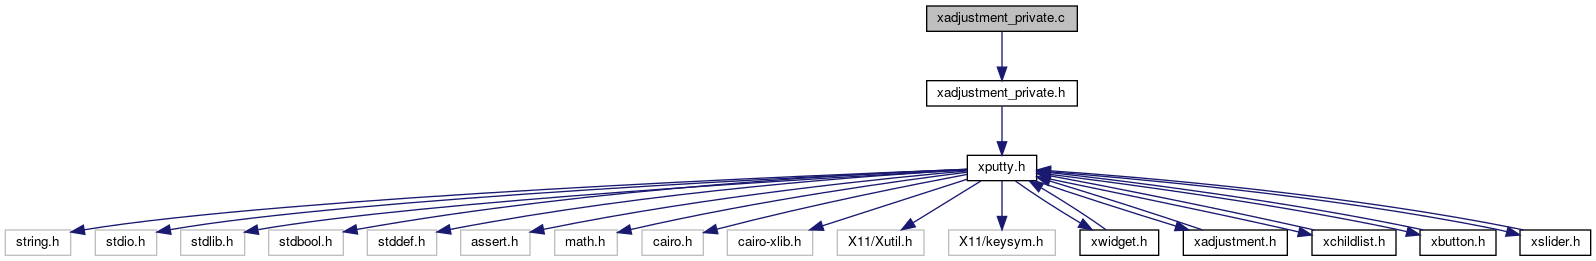 xadjustment_private.c
xadjustment_private.h
xputty.h
string.h
stdio.h
stdlib.h
stdbool.h
stddef.h
assert.h
math.h
cairo.h
cairo-xlib.h
X11/Xutil.h
X11/keysym.h
xwidget.h
xadjustment.h
xchildlist.h
xbutton.h
xslider.h